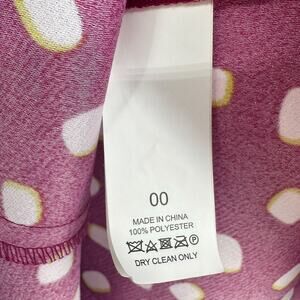 00
MADE IN CHINA
100% POLYESTER
DRY CLEAN ONLY